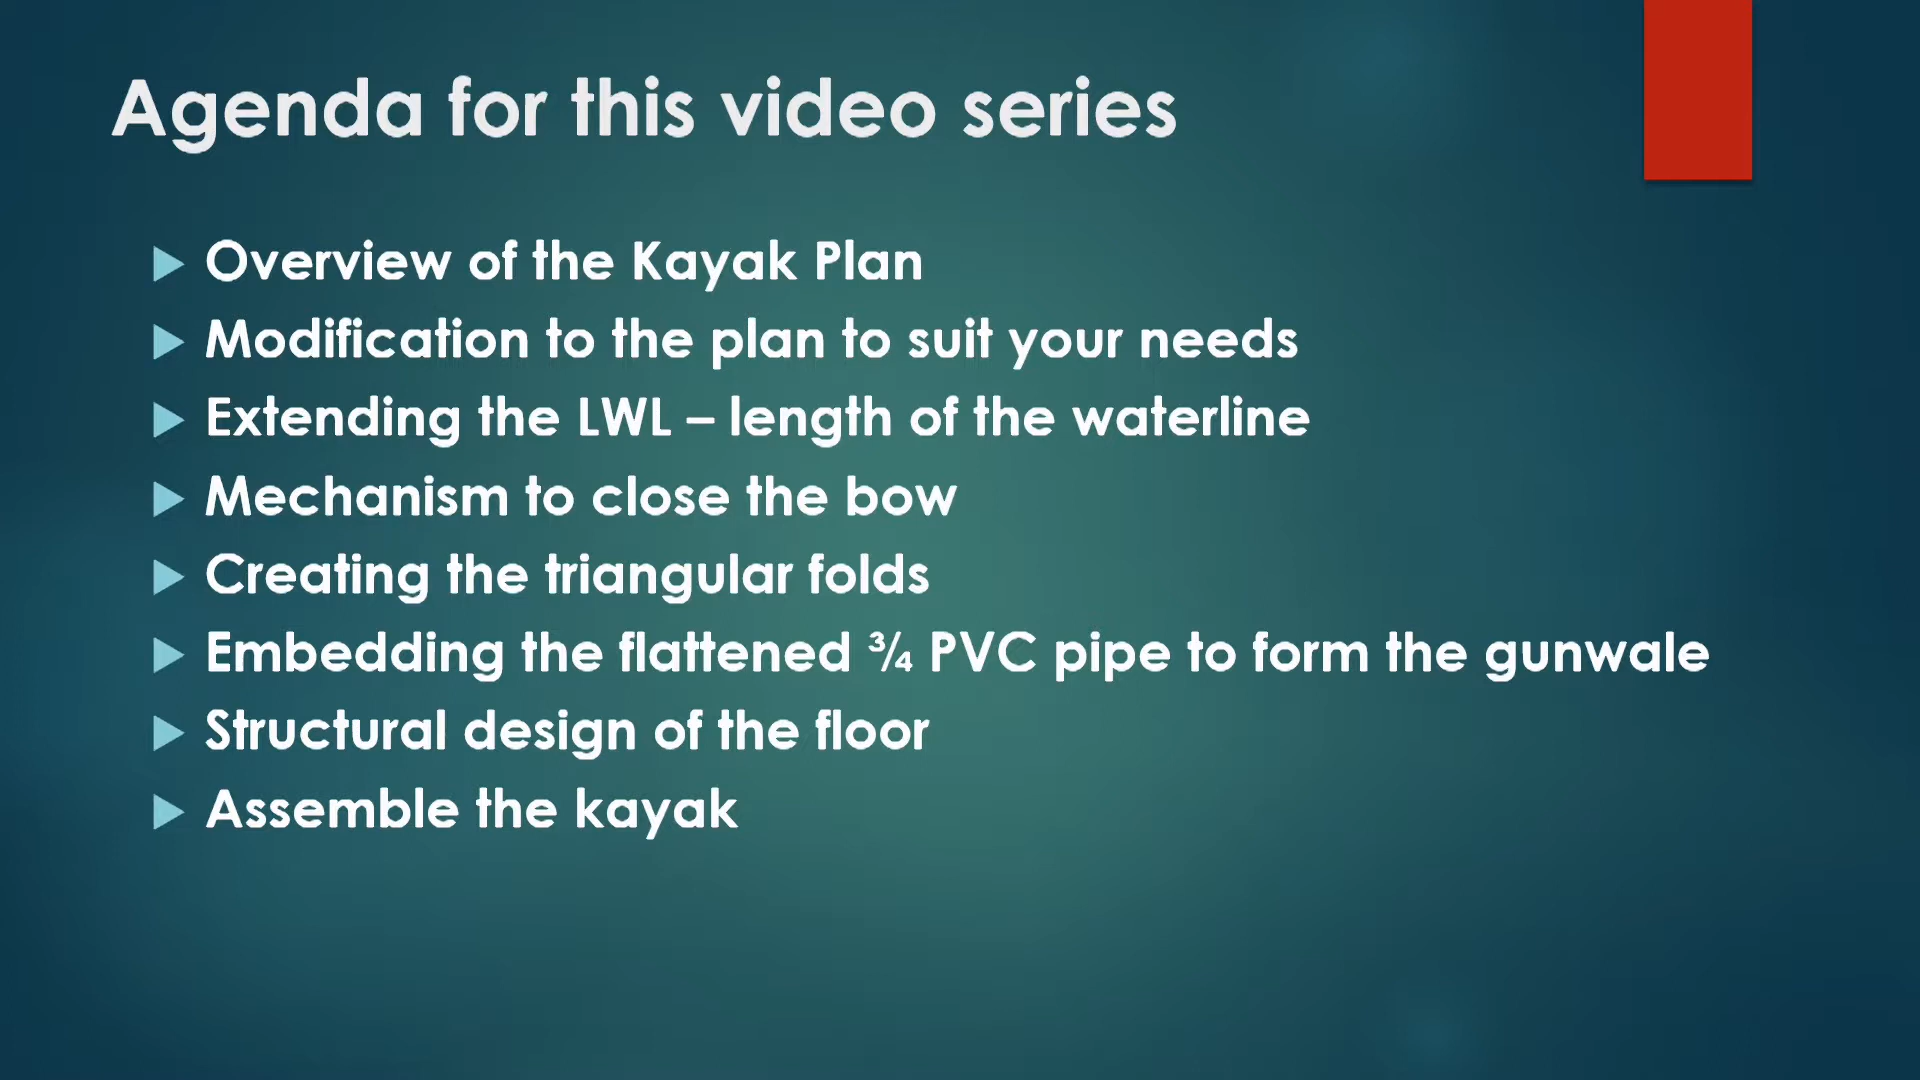 Agenda for this video series
Overview of the Kayak Plan
Modification to the plan to suit your needs
Extending the LWL – length of the waterline
Mechanism to close the bow
Creating the triangular folds
Embedding the flattened ¾ PVC pipe to form the gunwale
Structural design of the floor
Assemble the kayak